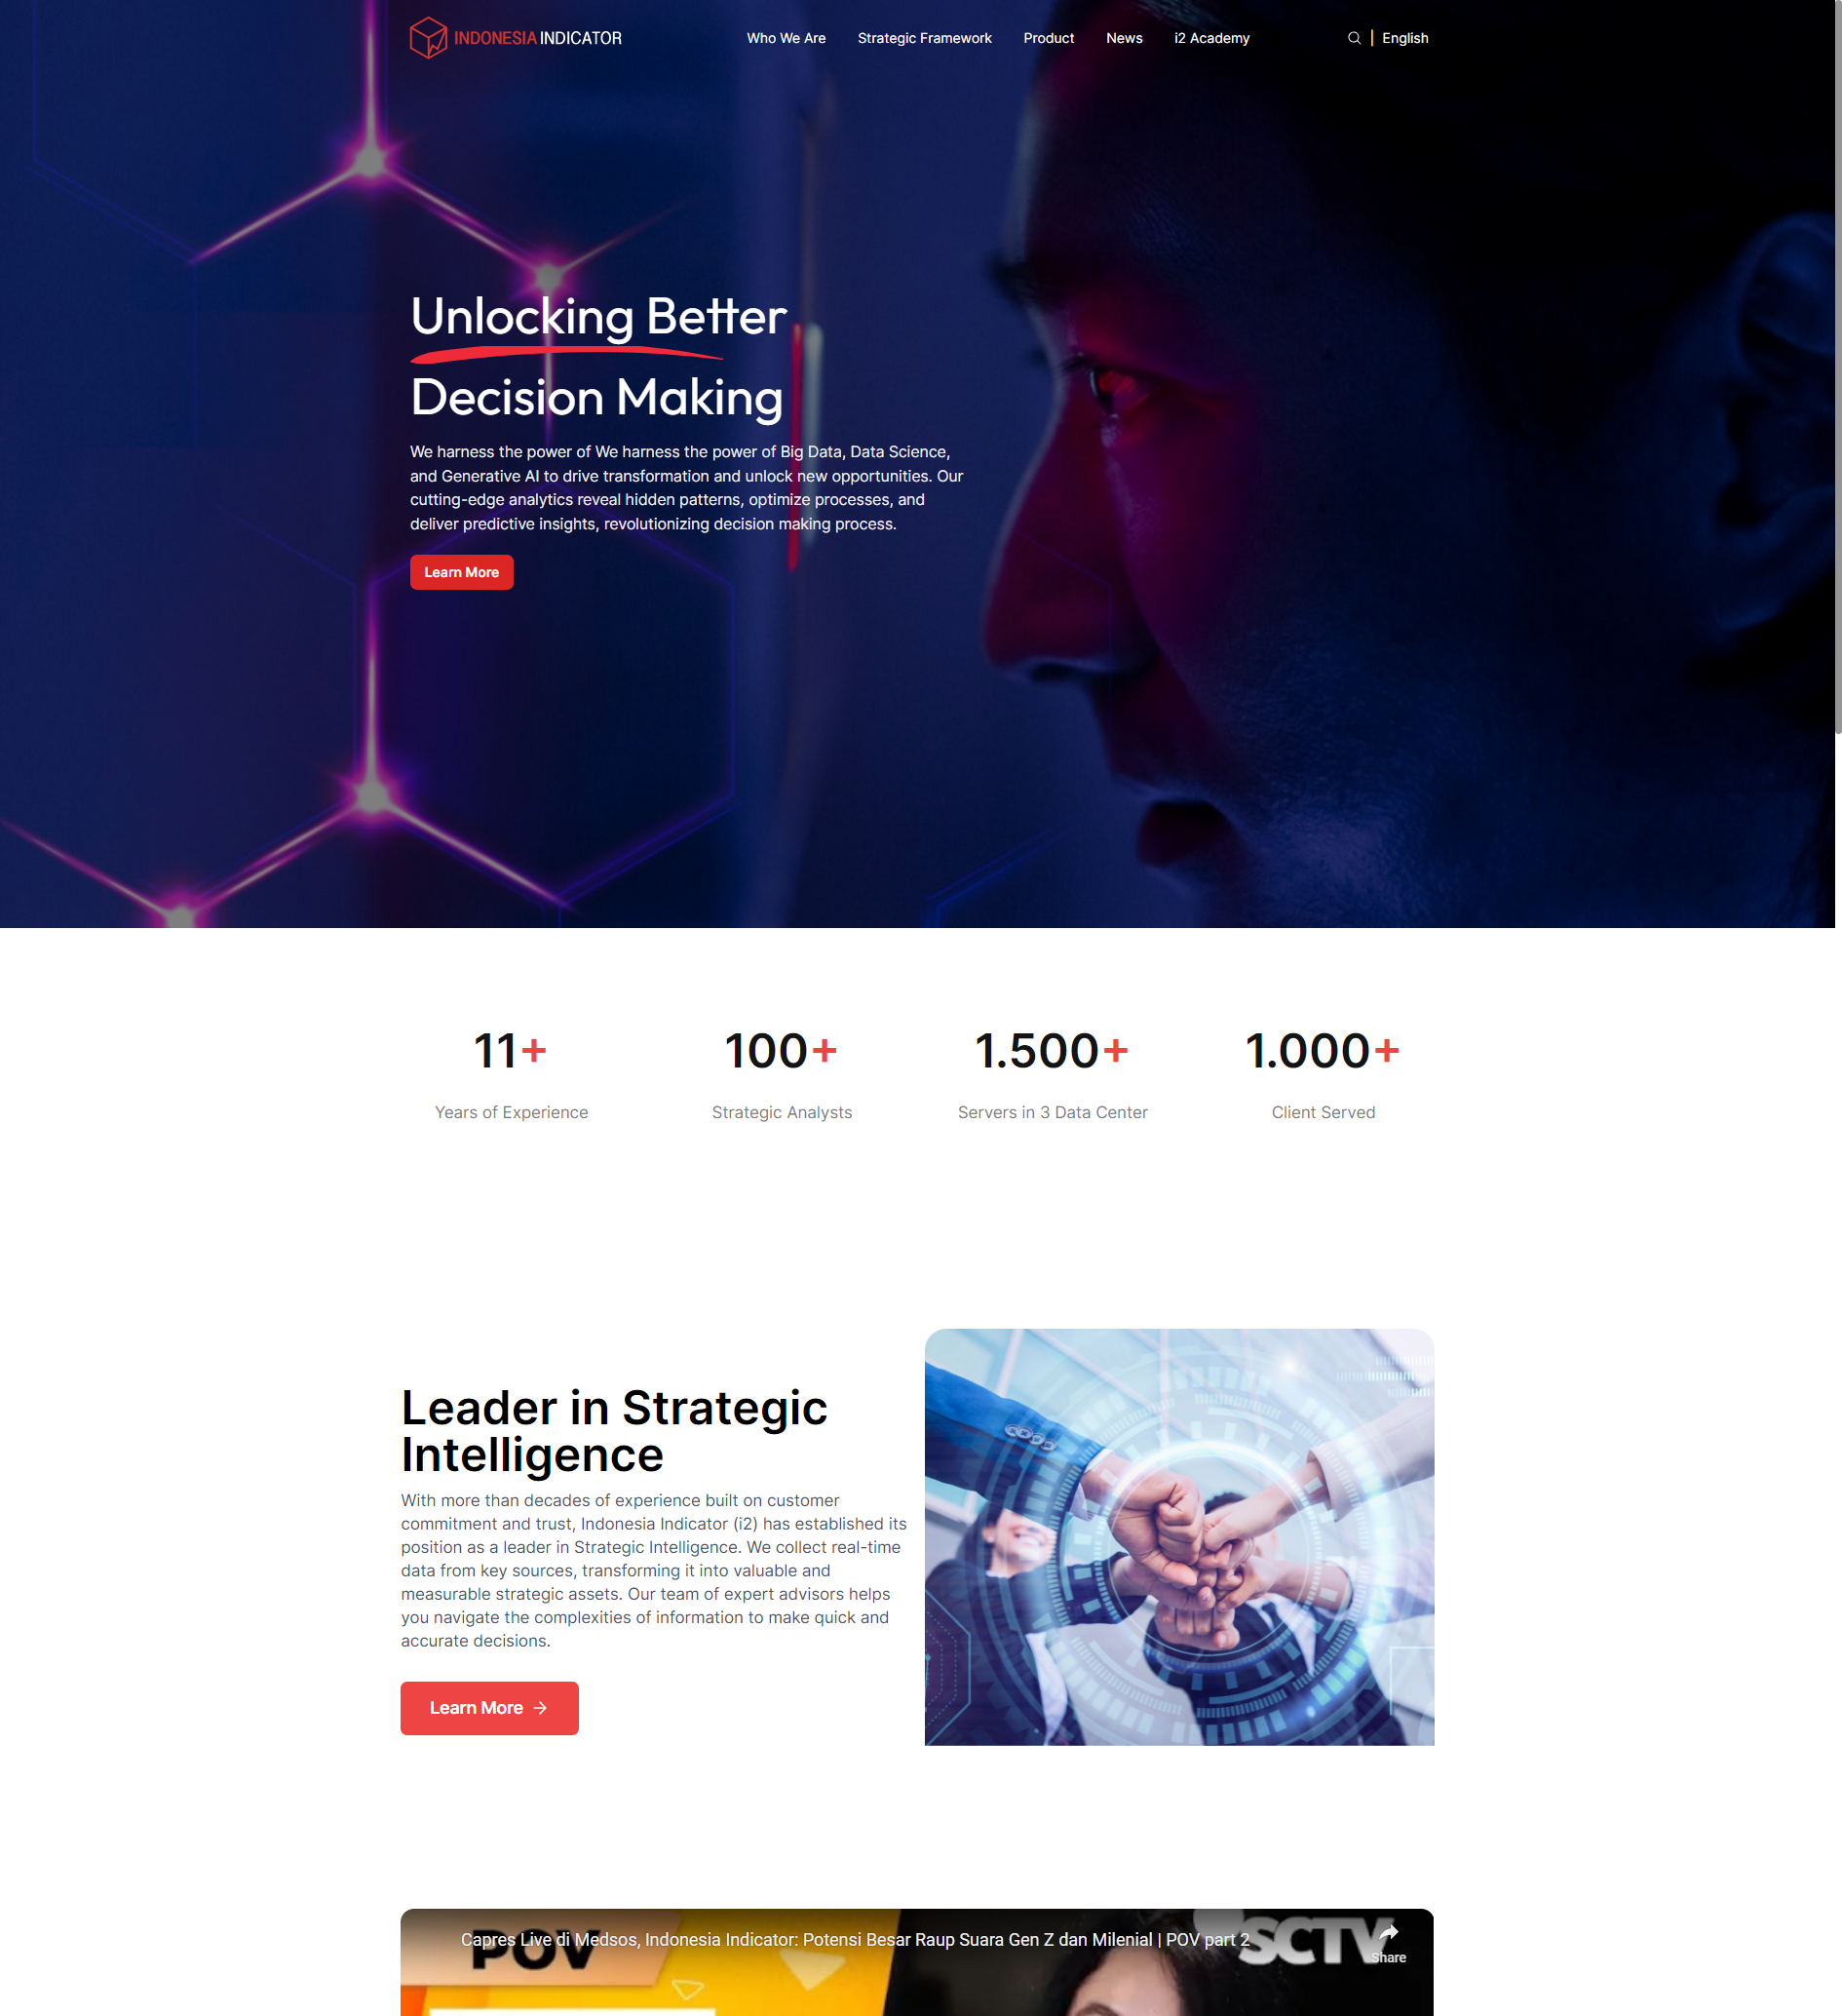 INDONESIA INDICATOR
Who We Are
Strategic Framework
Product
News
i2 Academy
English
Unlocking Better
Decision Making
We harness the power of We harness the power of Big Data, Data Science,
and Generative AI to drive transformation and unlock new opportunities. Our
cutting-edge analytics reveal hidden patterns, optimize processes, and
deliver predictive insights, revolutionizing decision making process.
Learn More
11+
Years of Experience
100+
Strategic Analysts
1.500+
Servers in 3 Data Center
1.000+
Client Served
Leader in Strategic
Intelligence
With more than decades of experience built on customer
commitment and trust, Indonesia Indicator (i2) has established its
position as a leader in Strategic Intelligence. We collect real-time
data from key sources, transforming it into valuable and
measurable strategic assets. Our team of expert advisors helps
you navigate the complexities of information to make quick and
accurate decisions.
Learn More
POV
Capres Live di Medsos, Indonesia Indicator: Potensi Besar Raup Suara Gen Z dan Milenial | POV part 2
SCTV
Share